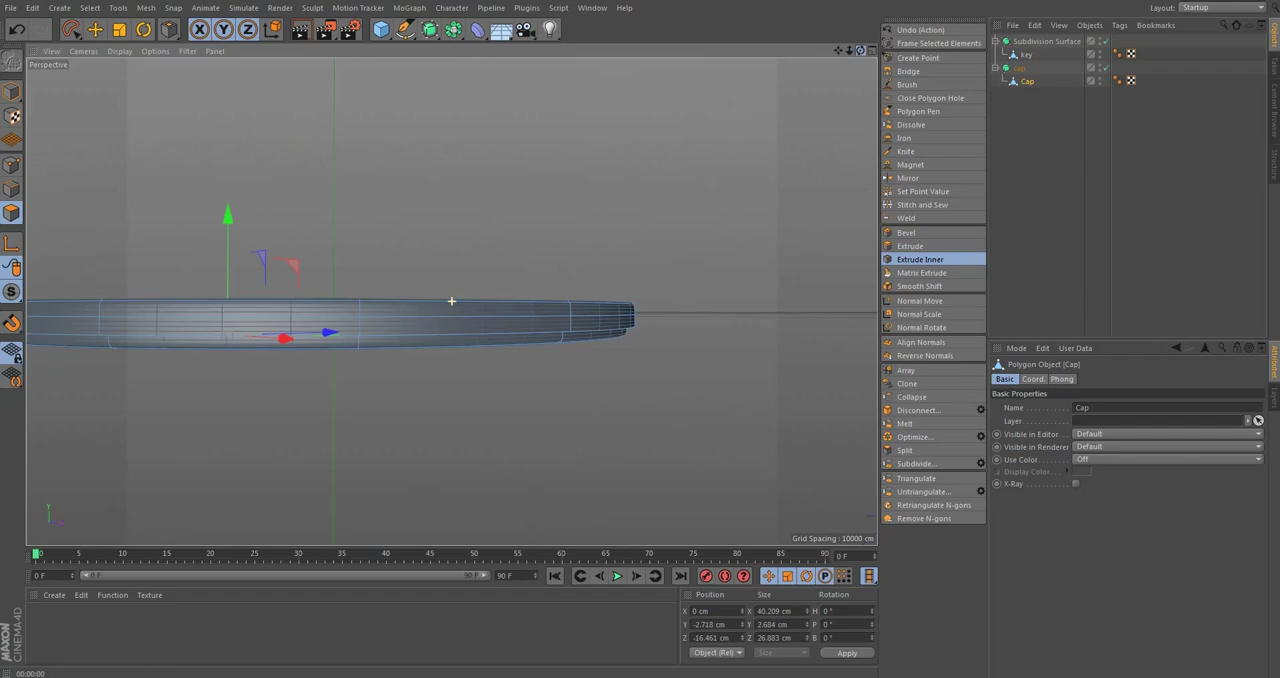 File Edit Create Select Tools Mesh Snap Animate Simulate Render Sculpt Motion Tracker MoGraph Character Pipeline Plugins Script Window Help Layout: Startup
X Y Z
View Cameras Display Options Filter Panel
Perspective
Undo (Action)
Frame Selected Elements
Create Point
Bridge
Brush
Close Polygon Hole
Polygon Pen
Dissolve
Iron
Knife
Magnet
Mirror
Set Point Value
Stitch and Sew
Weld
Bevel
Extrude
Extrude Inner
Matrix Extrude
Smooth Shift
Normal Move
Normal Scale
Normal Rotate
Align Normals
Reverse Normals
Array
Clone
Collapse
Disconnect...
Melt
Optimize...
Split
Subdivide...
Triangulate
Untriangulate...
Retriangulate N-gons
Remove N-gons
File Edit View Objects Tags Bookmarks
Subdivision Surface
key
cap
Cap
Objects
Content Browser
Structure
Mode Edit User Data
Polygon Object [Cap]
Basic Coord. Phong
Basic Properties
Name Cap
Layer
Visible in Editor Default
Visible in Renderer Default
Use Color Off
Display Color
X-Ray
Attributes
Layers
Y
Grid Spacing : 10000 cm
0 5 10 15 20 25 30 35 40 45 50 55 60 65 70 75 80 85 90 0 F
0 F 0 F 90 F 90 F
Create Edit Function Texture
Position Size Rotation
X 0 cm X 40.209 cm H 0 °
Y -2.718 cm Y 2.684 cm P 0 °
Z -16.461 cm Z 26.883 cm B 0 °
Object (Rel) Size Apply
MAXON
CINEMA4D
00:00:00